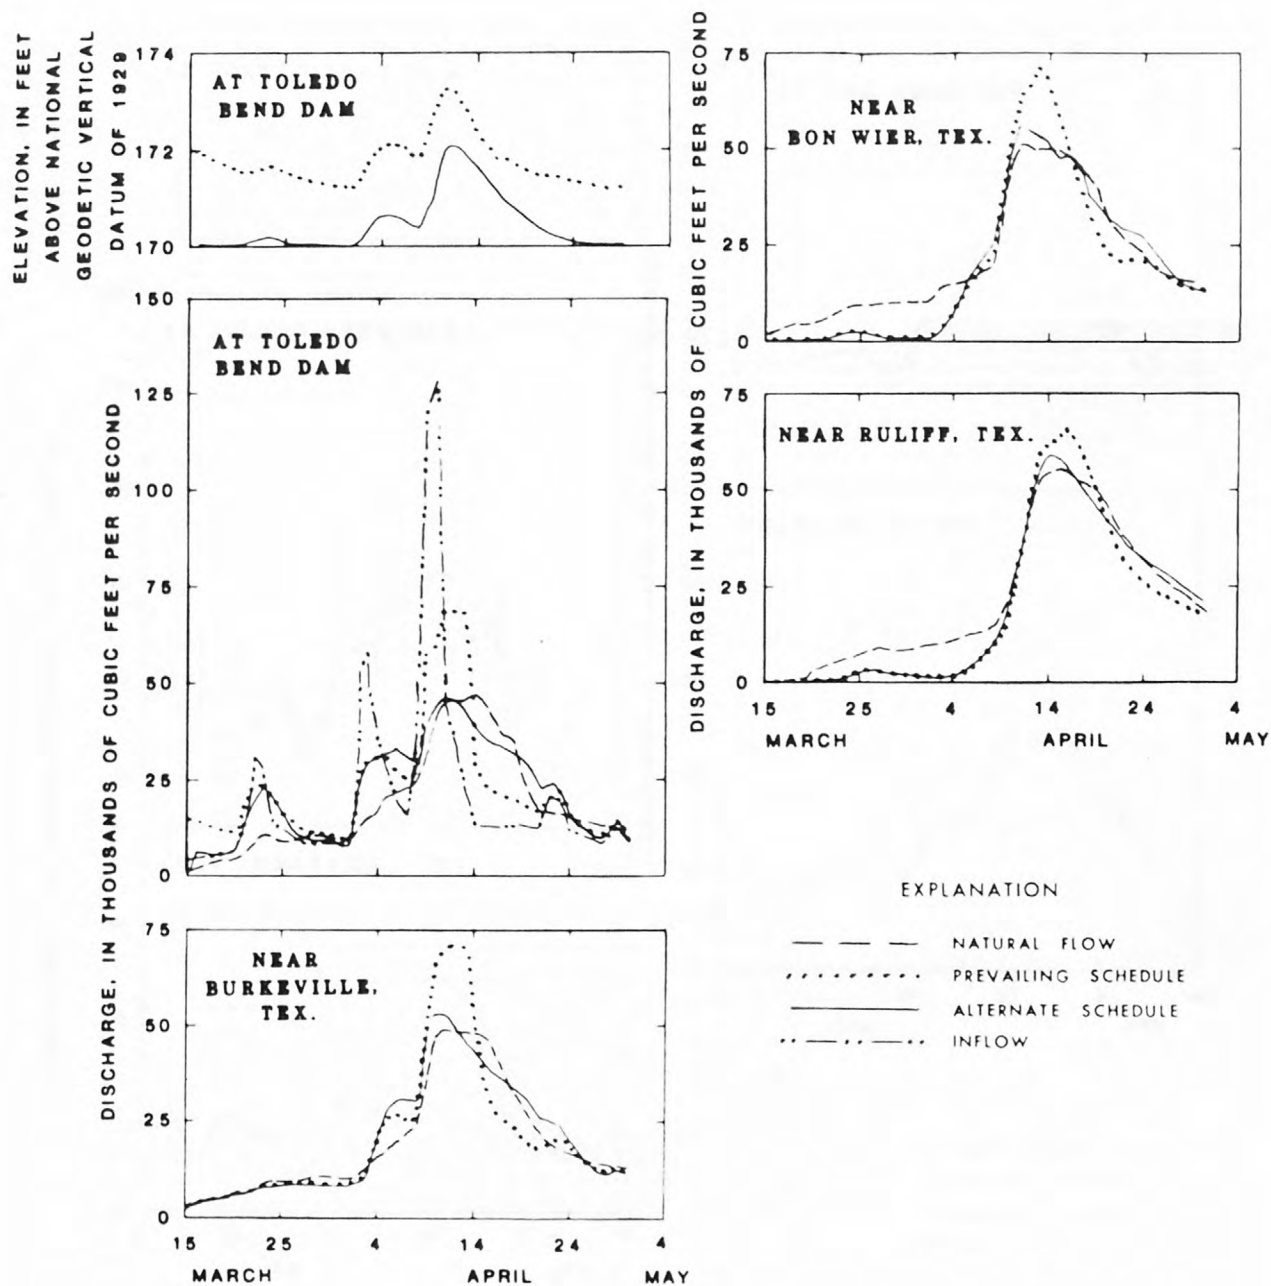 ELEVATION, IN FEET
ABOVE NATIONAL
GEODETIC VERTICAL
DATUM OF 1929
174
172
170
AT TOLEDO
BEND DAM
DISCHARGE, IN THOUSANDS OF CUBIC FEET PER SECOND
150
125
100
75
50
25
0
AT TOLEDO
BEND DAM
75
50
25
0
NEAR
BURKEVILLE,
TEX.
15 25 4 14 24 4
MARCH APRIL MAY
DISCHARGE, IN THOUSANDS OF CUBIC FEET PER SECOND
75
50
25
0
NEAR
BON WIER, TEX.
75
50
25
0
NEAR RULIFF, TEX.
15 25 4 14 24 4
MARCH APRIL MAY
EXPLANATION
NATURAL FLOW
PREVAILING SCHEDULE
ALTERNATE SCHEDULE
INFLOW